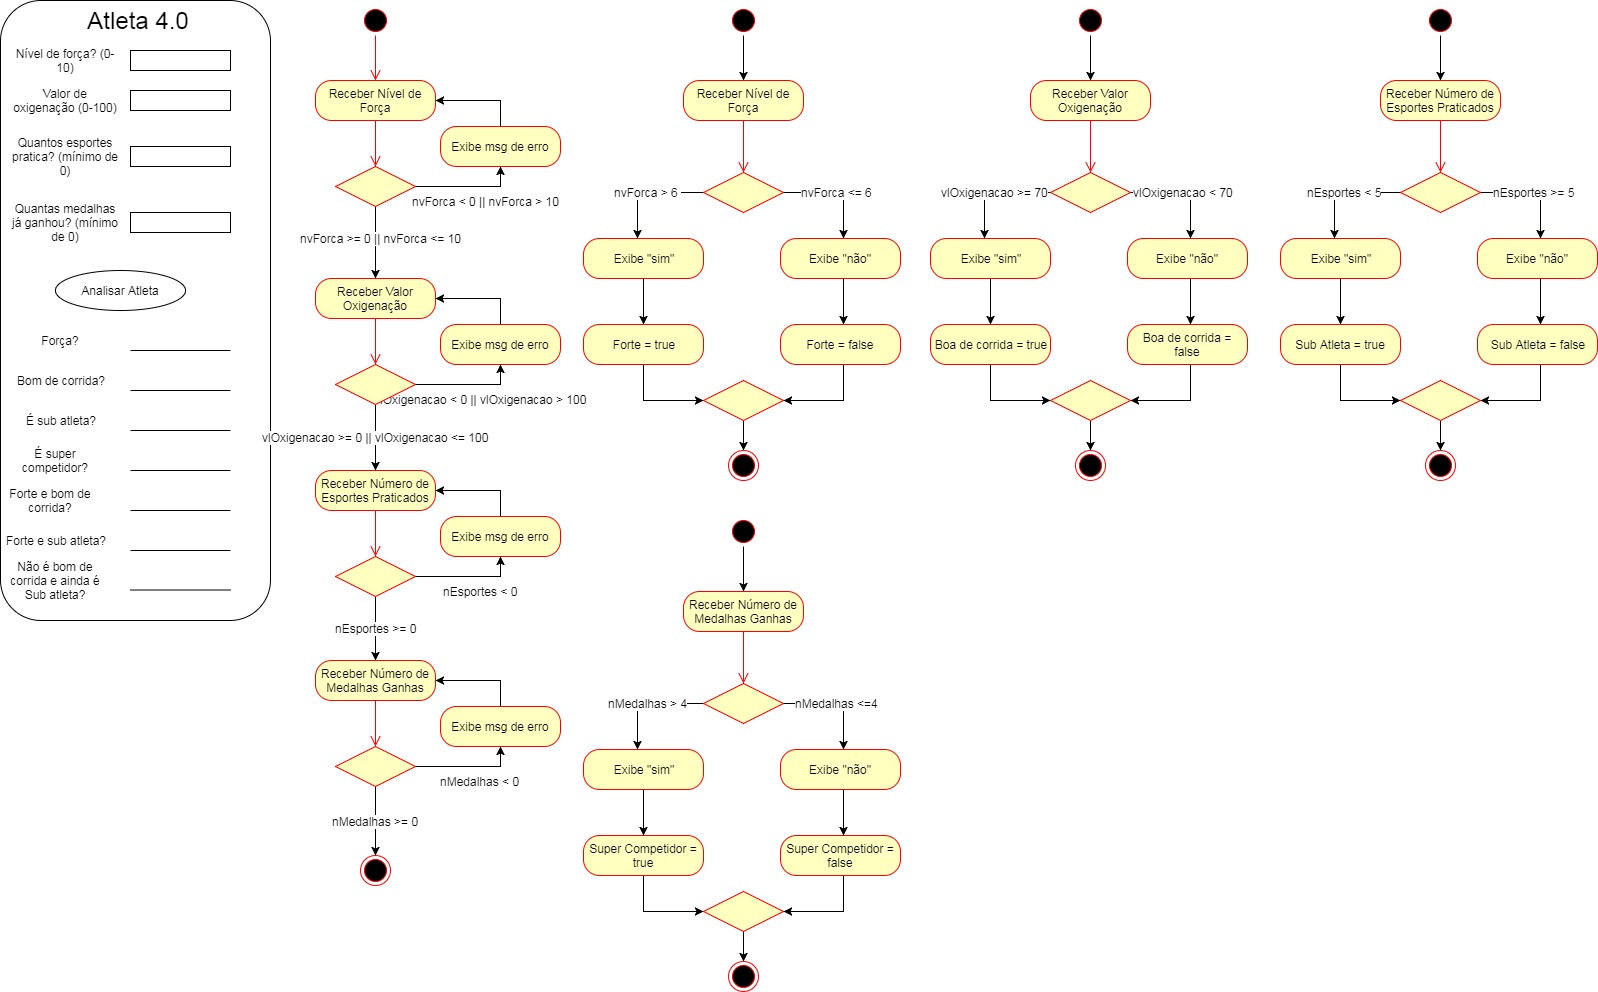 Atleta 4.0
Nível de força? (0-
10)
Valor de
oxigenação (0-100)
Quantos esportes
pratica? (mínimo de
0)
Quantas medalhas
já ganhou? (mínimo
de 0)
Analisar Atleta
Força?
Bom de corrida?
É sub atleta?
É super
competidor?
Forte e bom de
corrida?
Forte e sub atleta?
Não é bom de
corrida e ainda é
Sub atleta?
Receber Nível de
Força
Exibe msg de erro
nvForca < 0 || nvForca > 10
nvForca >= 0 || nvForca <= 10
Receber Valor
Oxigenação
Exibe msg de erro
vlOxigenacao < 0 || vlOxigenacao > 100
vlOxigenacao >= 0 || vlOxigenacao <= 100
Receber Número de
Esportes Praticados
Exibe msg de erro
nEsportes < 0
nEsportes >= 0
Receber Número de
Medalhas Ganhas
Exibe msg de erro
nMedalhas < 0
nMedalhas >= 0
Receber Nível de
Força
nvForca > 6
nvForca <= 6
Exibe "sim"
Exibe "não"
Forte = true
Forte = false
Receber Valor
Oxigenação
vlOxigenacao >= 70
vlOxigenacao < 70
Exibe "sim"
Exibe "não"
Boa de corrida = true
Boa de corrida =
false
Receber Número de
Esportes Praticados
nEsportes < 5
nEsportes >= 5
Exibe "sim"
Exibe "não"
Sub Atleta = true
Sub Atleta = false
Receber Número de
Medalhas Ganhas
nMedalhas > 4
nMedalhas <=4
Exibe "sim"
Exibe "não"
Super Competidor =
true
Super Competidor =
false